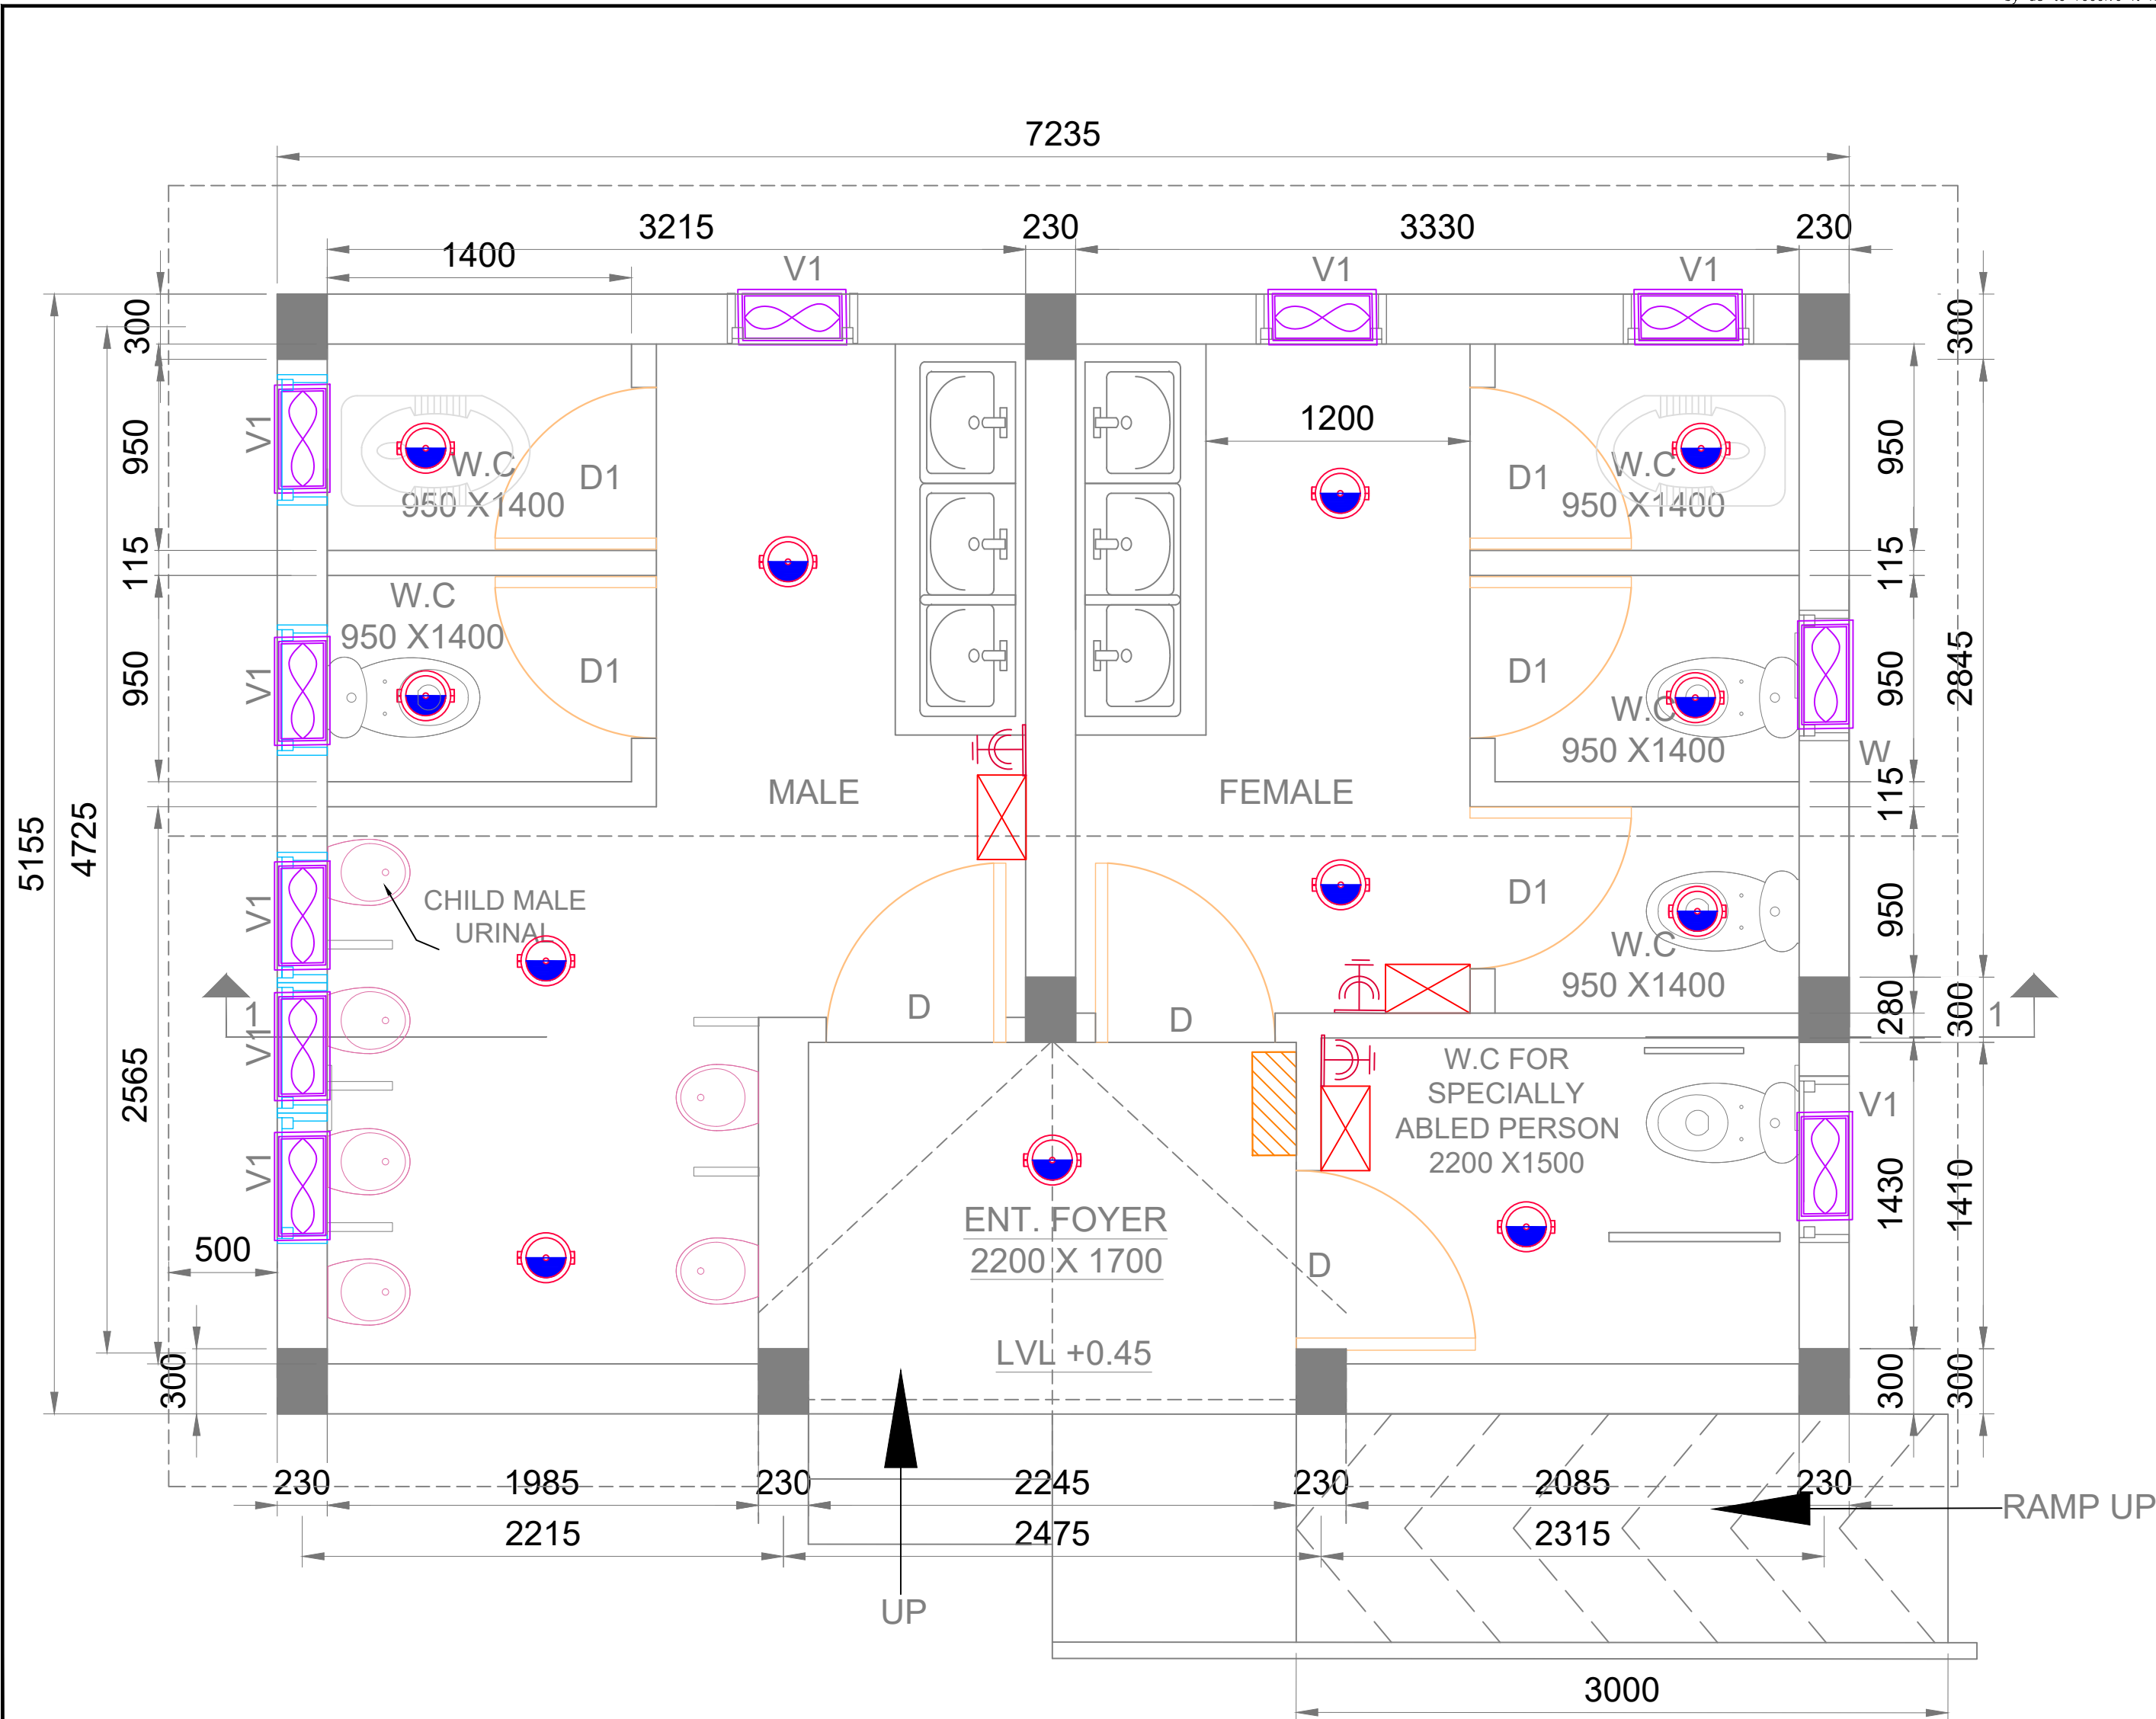 7235
3215
230
3330
230
1400
V1
V1
V1
300
300
1200
950
V1
W.C
950 X1400
D1
D1
W.C
950 X1400
950
115
115
W.C
950 X1400
D1
D1
W.C
950 X1400
950
V1
950
2845
W
115
MALE
FEMALE
5155
4725
CHILD MALE
URINAL
V1
D1
W.C
950 X1400
950
1
D
D
280
300
1
V1
2565
W.C FOR
SPECIALLY
ABLED PERSON
2200 X1500
V1
V1
1430
1410
500
ENT. FOYER
2200 X 1700
D
LVL +0.45
300
300
300
230
1985
230
2245
230
2085
230
RAMP UP
2215
2475
2315
UP
3000